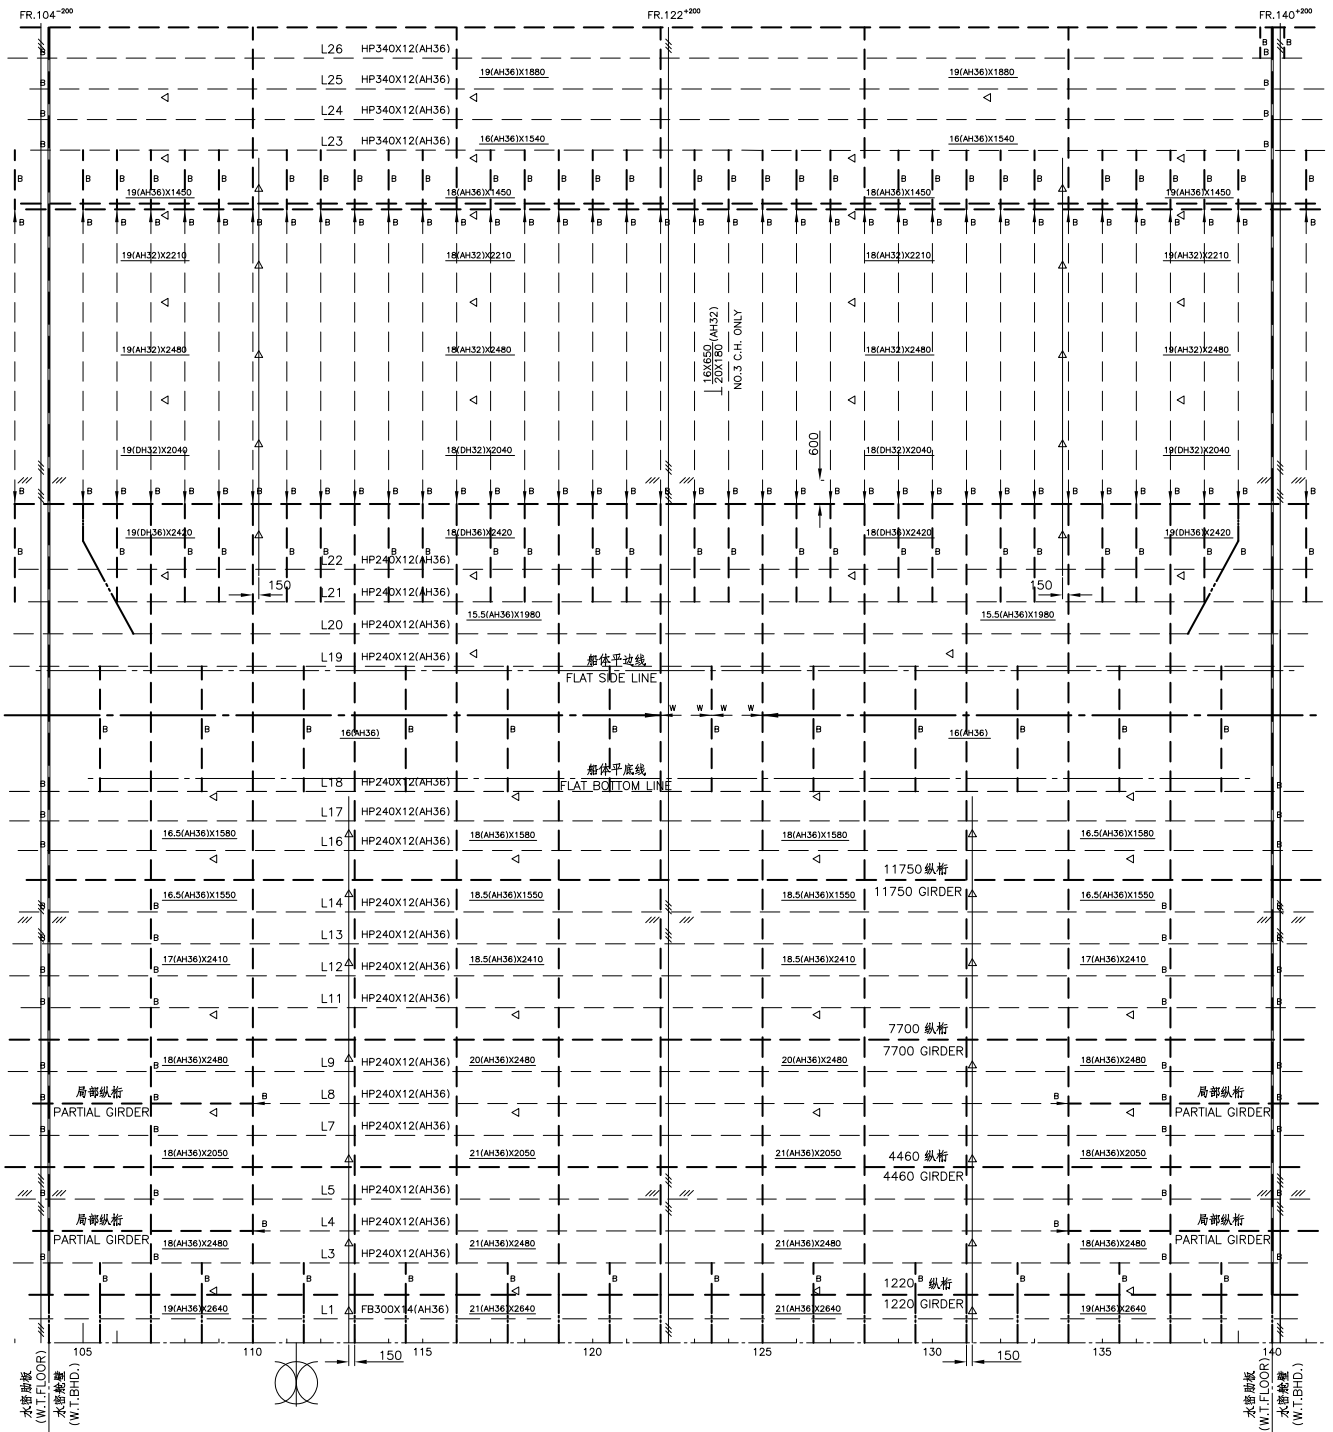 FR.104-200 FR.122+200 FR.140+200
L26 HP340X12(AH36)
19(AH36)X1880 19(AH36)X1880
L25 HP340X12(AH36)
L24 HP340X12(AH36)
L23 HP340X12(AH36) 16(AH36)X1540 16(AH36)X1540
19(AH36)X1450 18(AH36)X1450 18(AH36)X1450 19(AH36)X1450
19(AH32)X2210 18(AH32)X2210 18(AH32)X2210 19(AH32)X2210
16X650
20X180 (AH32)
NO.3 C.H. ONLY
19(AH32)X2480 18(AH32)X2480 18(AH32)X2480 19(AH32)X2480
600
19(DH32)X2040 18(DH32)X2040 18(DH32)X2040 19(DH32)X2040
19(DH36)X2420 18(DH36)X2420 18(DH36)X2420 19(DH36)X2420
L22 HP240X12(AH36)
150 150
L21 HP240X12(AH36)
15.5(AH36)X1980 15.5(AH36)X1980
L20 HP240X12(AH36)
L19 HP240X12(AH36)
船体平边线
FLAT SIDE LINE
W W W W
16(AH36) 16(AH36)
船体平底线
L18 HP240X12(AH36) FLAT BOTTOM LINE
L17 HP240X12(AH36)
16.5(AH36)X1580 18(AH36)X1580 18(AH36)X1580 16.5(AH36)X1580
L16 HP240X12(AH36)
11750 纵桁
11750 GIRDER
16.5(AH36)X1550 18.5(AH36)X1550 18.5(AH36)X1550 16.5(AH36)X1550
L14 HP240X12(AH36)
L13 HP240X12(AH36)
17(AH36)X2410 18.5(AH36)X2410 18.5(AH36)X2410 17(AH36)X2410
L12 HP240X12(AH36)
L11 HP240X12(AH36)
7700 纵桁
7700 GIRDER
18(AH36)X2480 20(AH36)X2480 20(AH36)X2480 18(AH36)X2480
L9 HP240X12(AH36)
局部纵桁 L8 HP240X12(AH36) 局部纵桁
PARTIAL GIRDER PARTIAL GIRDER
L7 HP240X12(AH36)
18(AH36)X2050 21(AH36)X2050 21(AH36)X2050 18(AH36)X2050
4460 纵桁
4460 GIRDER
L5 HP240X12(AH36)
局部纵桁 L4 HP240X12(AH36) 局部纵桁
PARTIAL GIRDER PARTIAL GIRDER
18(AH36)X2480 21(AH36)X2480 21(AH36)X2480 18(AH36)X2480
L3 HP240X12(AH36)
1220 纵桁
1220 GIRDER
19(AH36)X2640 L1 FB300X14(AH36) 21(AH36)X2640 21(AH36)X2640 19(AH36)X2640
105 110 150 115 120 125 130 150 135 140
水密肋板
(W.T.FLOOR)
水密舱壁
(W.T.BHD.)
水密肋板
(W.T.FLOOR)
水密舱壁
(W.T.BHD.)